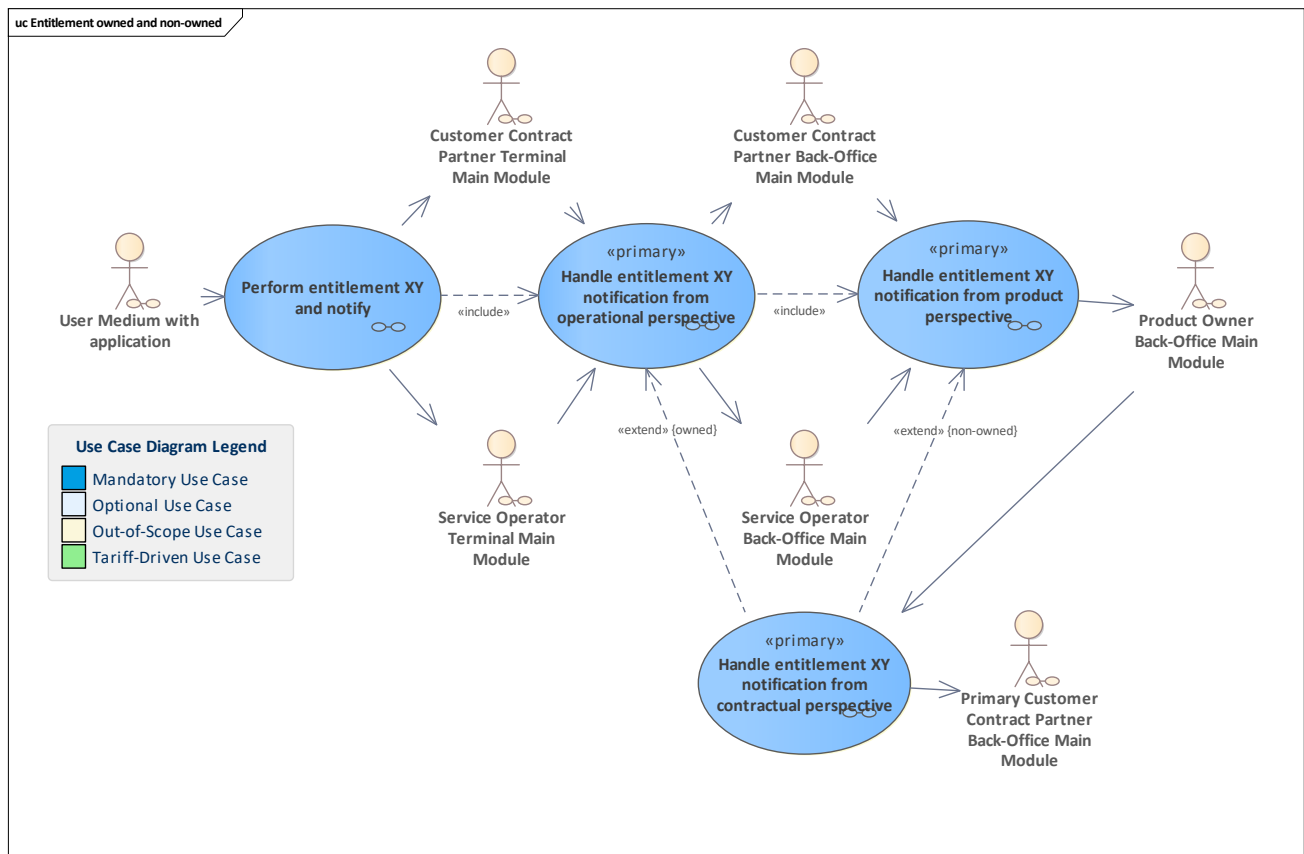 uc Entitlement owned and non-owned
Customer Contract
Partner Terminal
Main Module
Customer Contract
Partner Back-Office
Main Module
User Medium with
application
Perform entitlement XY
and notify
«include»
«primary»
Handle entitlement XY
notification from
operational perspective
«include»
«primary»
Handle entitlement XY
notification from product
perspective
Product Owner
Back-Office Main
Module
«extend» {owned}
«extend» {non-owned}
Use Case Diagram Legend
Mandatory Use Case
Optional Use Case
Out-of-Scope Use Case
Tariff-Driven Use Case
Service Operator
Terminal Main
Module
Service Operator
Back-Office Main
Module
«primary»
Handle entitlement XY
notification from
contractual perspective
Primary Customer
Contract Partner
Back-Office Main
Module